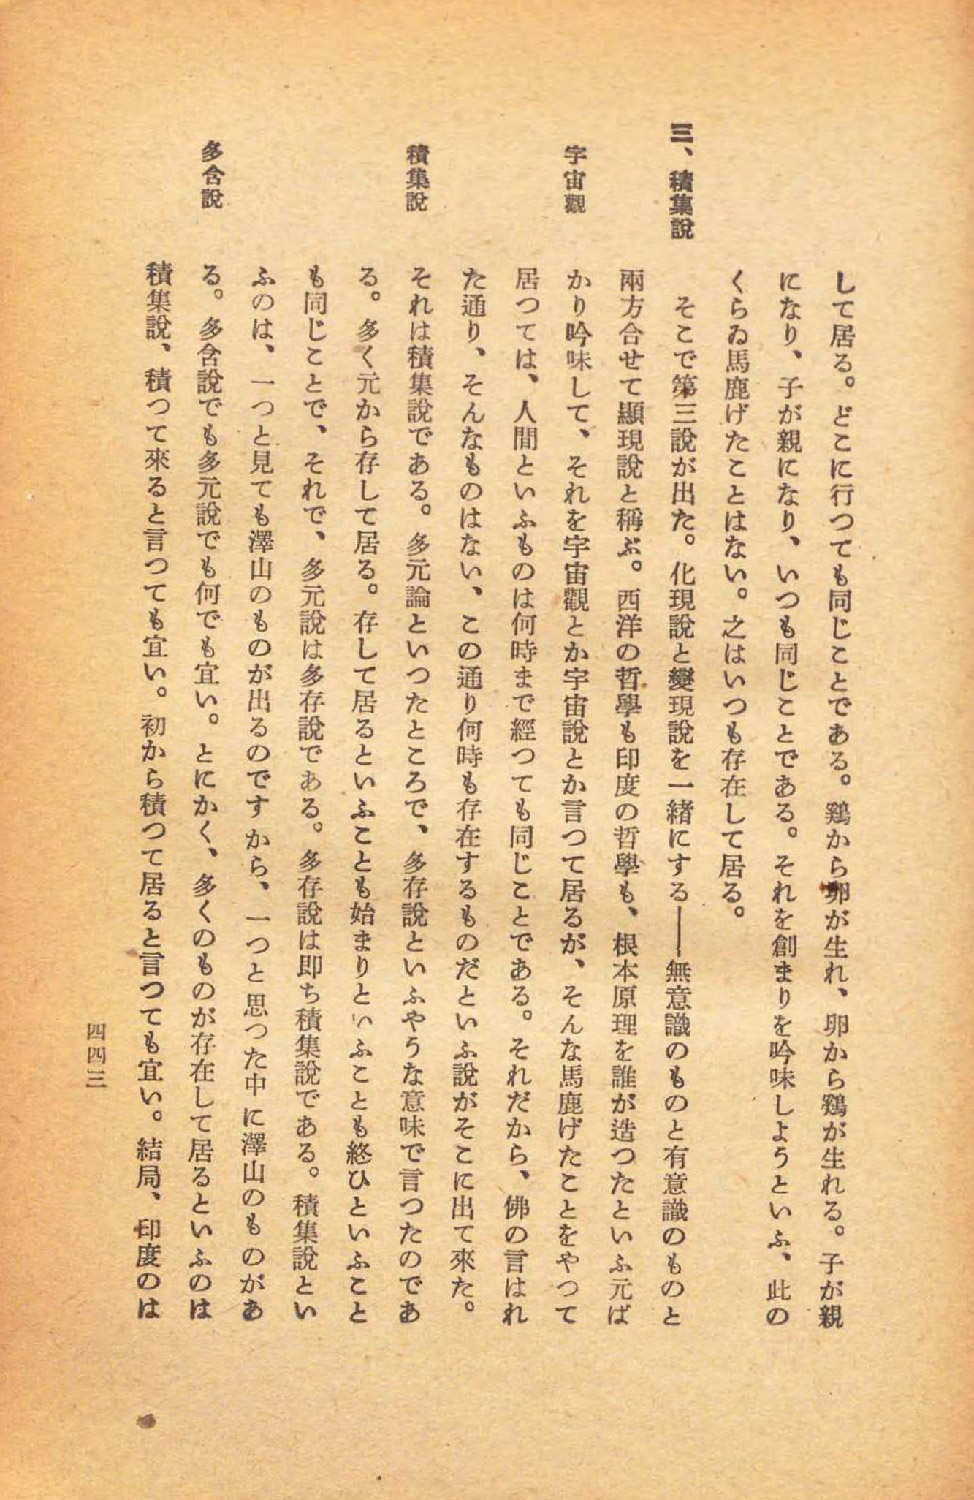 して居る。どこに行つても同じことである。鷄から卵が生れ、卵から鷄が生れる。子が親
になり、子が親になり、いつも同じことである。それを創まりを吟味しようといふ、此の
くらゐ馬鹿げたことはない。之はいつも存在して居る。
三、積集說
そこで第三說が出た。化現說と變現說を一緒にする――無意識のものと有意識のものと
兩方合せて顯現說と稱ぶ。西洋の哲學も印度の哲學も、根本原理を誰が造つたといふ元ば
宇宙觀
かり吟味して、それを宇宙觀とか宇宙說とか言つて居るが、そんな馬鹿げたことをやつて
居つては、人間といふものは何時まで經つても同じことである。それだから、佛の言はれ
た通り、そんなものはない、この通り何時も存在するものだといふ說がそこに出て來た。
積集說
それは積集說である。多元論といつたところで、多存說といふやうな意味で言つたのであ
る。多く元から存して居る。存して居るといふことも始まりといふことも終ひといふこと
も同じことで、それで、多元說は多存說である。多存說は即ち積集說である。積集說とい
ふのは、一つと見ても澤山のものが出るのですから、一つと思つた中に澤山のものがあ
多含說
る。多含說でも多元說でも何でも宜い。とにかく、多くのものが存在して居るといふのは
積集說、積つて來ると言つても宜い。初から積つて居ると言つても宜い。結局、印度のは
四四三